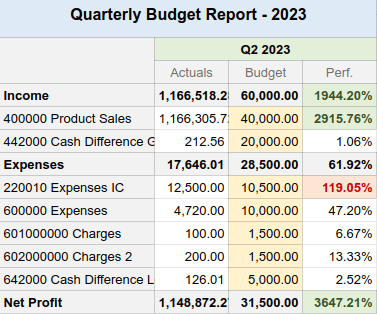 Quarterly Budget Report - 2023
Q2 2023
Actuals Budget Perf.
Income 1,166,518.2 60,000.00 1944.20%
400000 Product Sales 1,166,305.7 40,000.00 2915.76%
442000 Cash Difference G 212.56 20,000.00 1.06%
Expenses 17,646.01 28,500.00 61.92%
220010 Expenses IC 12,500.00 10,500.00 119.05%
600000 Expenses 4,720.00 10,000.00 47.20%
601000000 Charges 100.00 1,500.00 6.67%
602000000 Charges 2 200.00 1,500.00 13.33%
642000 Cash Difference L 126.01 5,000.00 2.52%
Net Profit 1,148,872.2 31,500.00 3647.21%